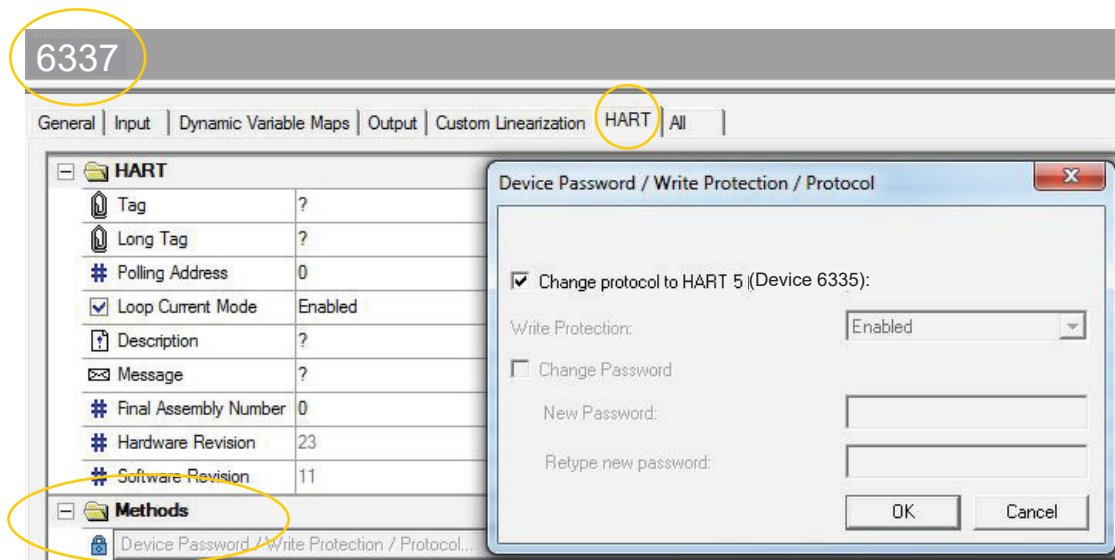 6337
General Input Dynamic Variable Maps Output Custom Linearization HART All
HART
Tag ?
Long Tag ?
Polling Address 0
Loop Current Mode Enabled
Description ?
Message ?
Final Assembly Number 0
Hardware Revision 23
Software Revision 11
Methods
Device Password / Write Protection / Protocol...
Device Password / Write Protection / Protocol
Change protocol to HART 5 (Device 6335):
Write Protection: Enabled
Change Password
New Password:
Retype new password:
OK Cancel